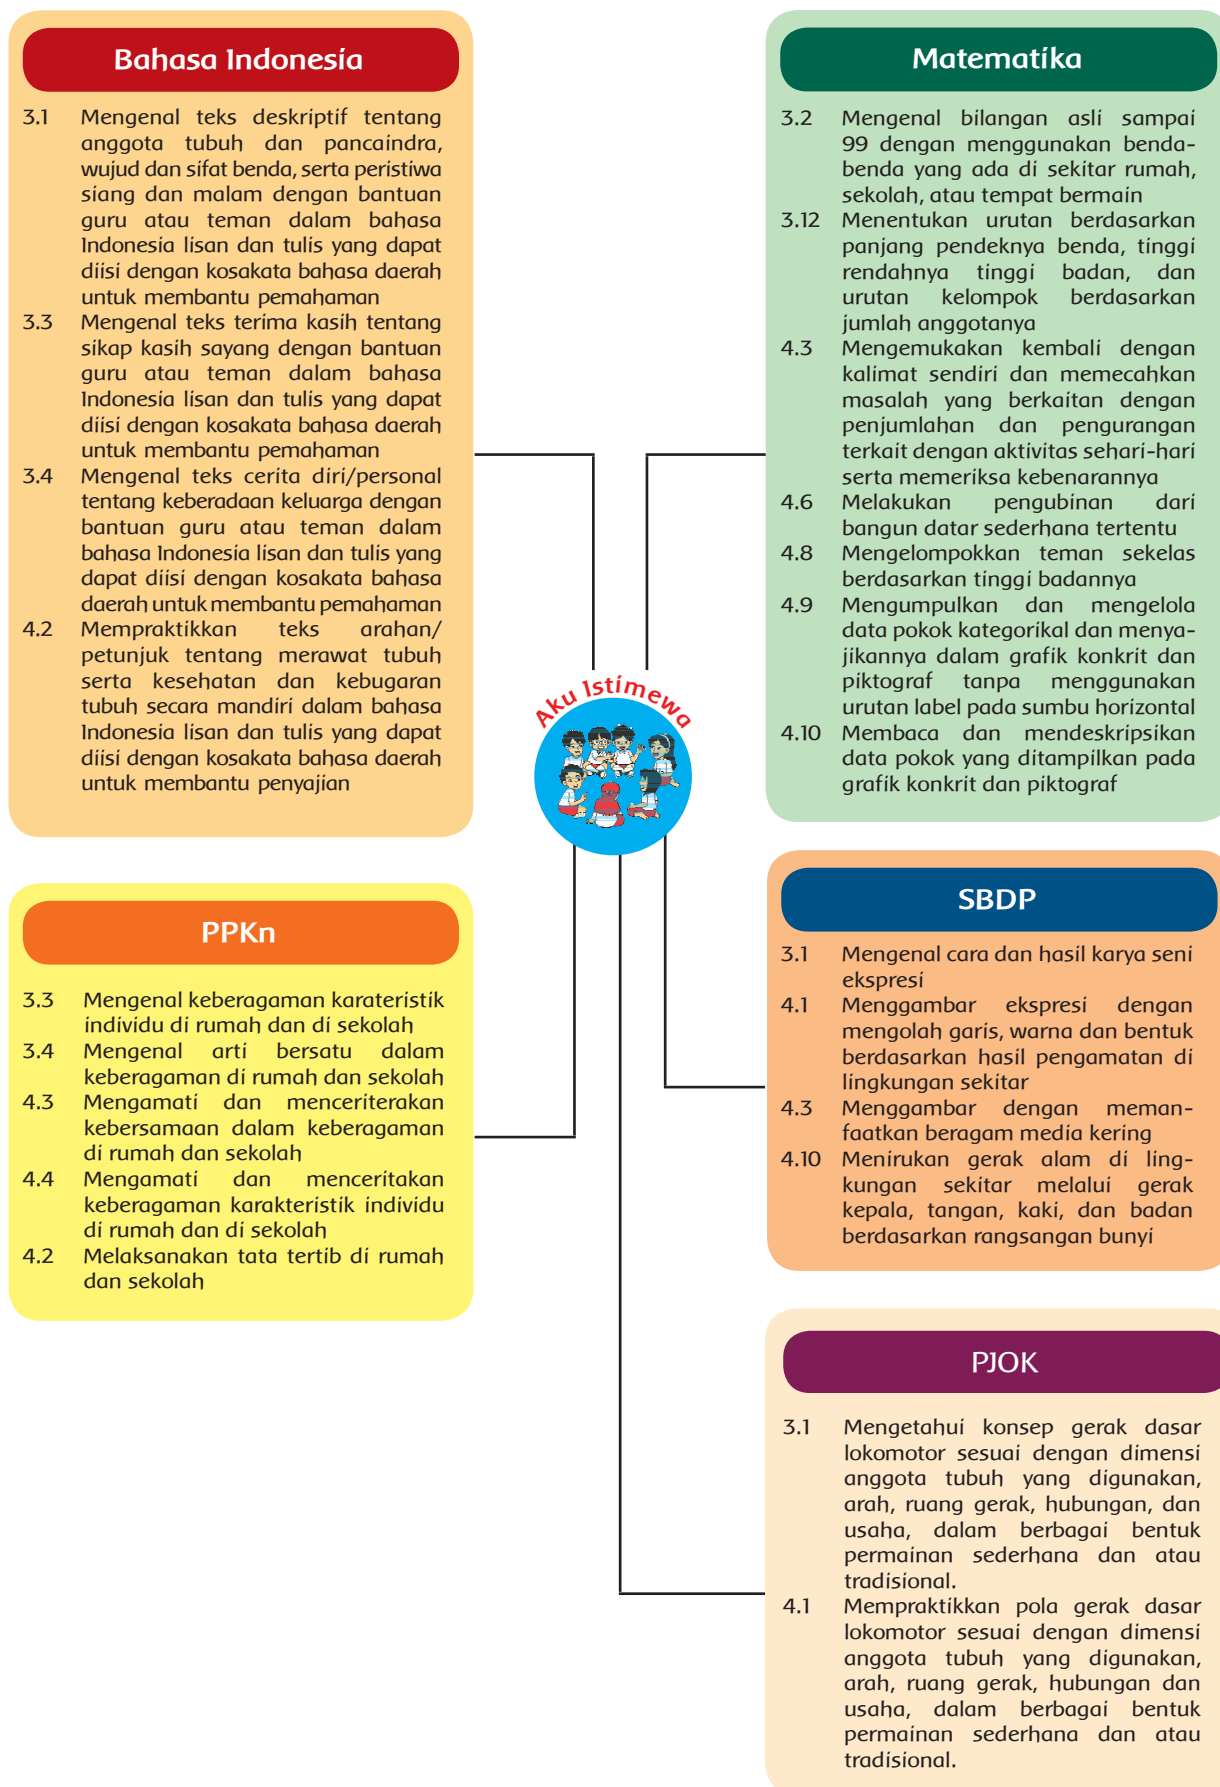 Bahasa Indonesia
3.1 Mengenal teks deskriptif tentang
anggota tubuh dan pancaindra,
wujud dan sifat benda, serta peristiwa
siang dan malam dengan bantuan
guru atau teman dalam bahasa
Indonesia lisan dan tulis yang dapat
diisi dengan kosakata bahasa daerah
untuk membantu pemahaman
3.3 Mengenal teks terima kasih tentang
sikap kasih sayang dengan bantuan
guru atau teman dalam bahasa
Indonesia lisan dan tulis yang dapat
diisi dengan kosakata bahasa daerah
untuk membantu pemahaman
3.4 Mengenal teks cerita diri/personal
tentang keberadaan keluarga dengan
bantuan guru atau teman dalam
bahasa Indonesia lisan dan tulis yang
dapat diisi dengan kosakata bahasa
daerah untuk membantu pemahaman
4.2 Mempraktikkan teks arahan/
petunjuk tentang merawat tubuh
serta kesehatan dan kebugaran
tubuh secara mandiri dalam bahasa
Indonesia lisan dan tulis yang dapat
diisi dengan kosakata bahasa daerah
untuk membantu penyajian
Matematika
3.2 Mengenal bilangan asli sampai
99 dengan menggunakan benda-
benda yang ada di sekitar rumah,
sekolah, atau tempat bermain
3.12 Menentukan urutan berdasarkan
panjang pendeknya benda, tinggi
rendahnya tinggi badan, dan
urutan kelompok berdasarkan
jumlah anggotanya
4.3 Mengemukakan kembali dengan
kalimat sendiri dan memecahkan
masalah yang berkaitan dengan
penjumlahan dan pengurangan
terkait dengan aktivitas sehari-hari
serta memeriksa kebenarannya
4.6 Melakukan pengubinan dari
bangun datar sederhana tertentu
4.8 Mengelompokkan teman sekelas
berdasarkan tinggi badannya
4.9 Mengumpulkan dan mengelola
data pokok kategorikal dan menya-
jikannya dalam grafik konkrit dan
piktograf tanpa menggunakan
urutan label pada sumbu horizontal
4.10 Membaca dan mendeskripsikan
data pokok yang ditampilkan pada
grafik konkrit dan piktograf
Aku Istimewa
PPKn
3.3 Mengenal keberagaman karateristik
individu di rumah dan di sekolah
3.4 Mengenal arti bersatu dalam
keberagaman di rumah dan sekolah
4.3 Mengamati dan menceriterakan
kebersamaan dalam keberagaman
di rumah dan sekolah
4.4 Mengamati dan menceritakan
keberagaman karakteristik individu
di rumah dan di sekolah
4.2 Melaksanakan tata tertib di rumah
dan sekolah
SBDP
3.1 Mengenal cara dan hasil karya seni
ekspresi
4.1 Menggambar ekspresi dengan
mengolah garis, warna dan bentuk
berdasarkan hasil pengamatan di
lingkungan sekitar
4.3 Menggambar dengan meman-
faatkan beragam media kering
4.10 Menirukan gerak alam di ling-
kungan sekitar melalui gerak
kepala, tangan, kaki, dan badan
berdasarkan rangsangan bunyi
PJOK
3.1 Mengetahui konsep gerak dasar
lokomotor sesuai dengan dimensi
anggota tubuh yang digunakan,
arah, ruang gerak, hubungan, dan
usaha, dalam berbagai bentuk
permainan sederhana dan atau
tradisional.
4.1 Mempraktikkan pola gerak dasar
lokomotor sesuai dengan dimensi
anggota tubuh yang digunakan,
arah, ruang gerak, hubungan dan
usaha, dalam berbagai bentuk
permainan sederhana dan atau
tradisional.